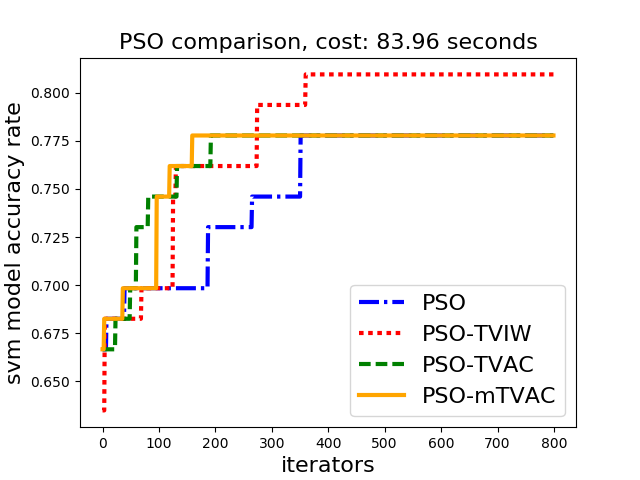 PSO comparison, cost: 83.96 seconds
svm model accuracy rate
0.800
0.775
0.750
0.725
0.700
0.675
0.650
PSO
PSO-TVIW
PSO-TVAC
PSO-mTVAC
0 100 200 300 400 500 600 700 800
iterators